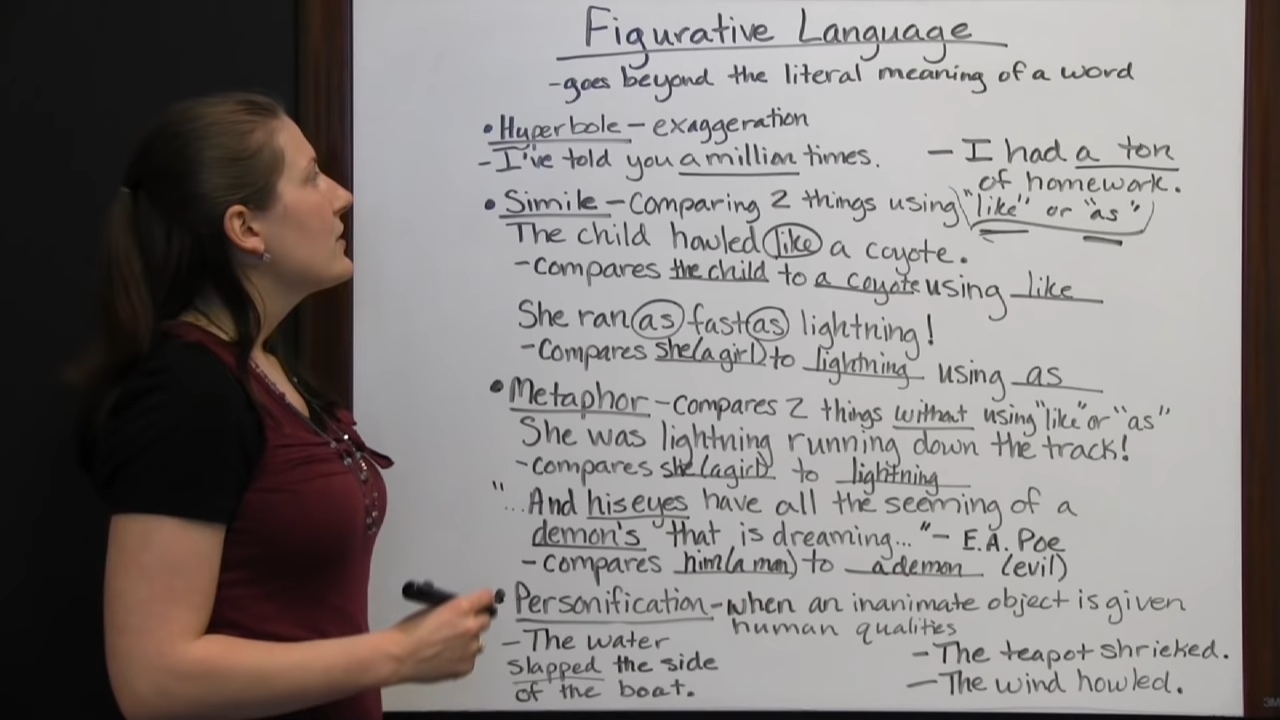 Figurative Language
-goes beyond the literal meaning of a word
• Hyperbole - exaggeration
- I've told you a million times.
- I had a ton
of homework.
• Simile - Comparing 2 things using "like" or "as"
The child howled like a coyote.
- Compares the child to a coyote using like
She ran as fast as lightning!
- Compares she(a girl) to lightning using as
• Metaphor - compares 2 things without using "like" or "as"
She was lightning running down the track!
- compares she(a girl) to lightning
"...And his eyes have all the seeming of a
demon's that is dreaming..." - E.A. Poe
- compares him(a man) to a demon (evil)
• Personification - when an inanimate object is given
human qualities
- The water
slapped the side
of the boat.
- The teapot shrieked.
- The wind howled.
3M